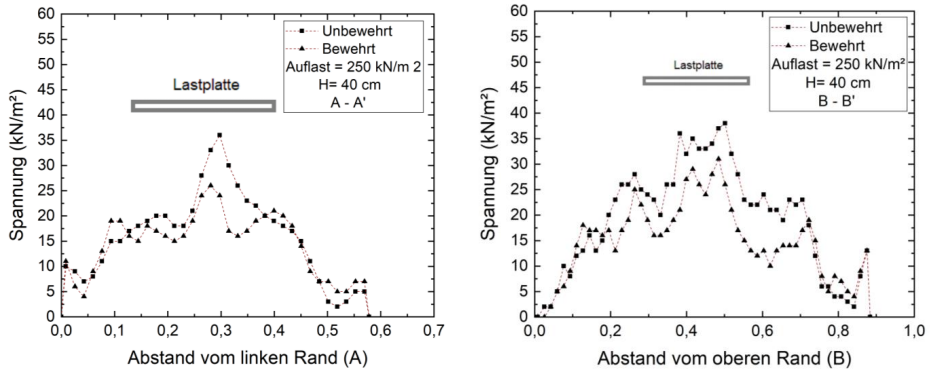 60
55
50
45
40
35
30
25
20
15
10
5
0
Spannung (kN/m²)
Unbewehrt
Bewehrt
Auflast = 250 kN/m 2
H= 40 cm
A - A'
Lastplatte
0,0 0,1 0,2 0,3 0,4 0,5 0,6 0,7
Abstand vom linken Rand (A)
60
55
50
45
40
35
30
25
20
15
10
5
0
Spannung (kN/m²)
Unbewehrt
Bewehrt
Auflast = 250 kN/m²
H= 40 cm
B - B'
Lastplatte
0,0 0,2 0,4 0,6 0,8 1,0
Abstand vom oberen Rand (B)